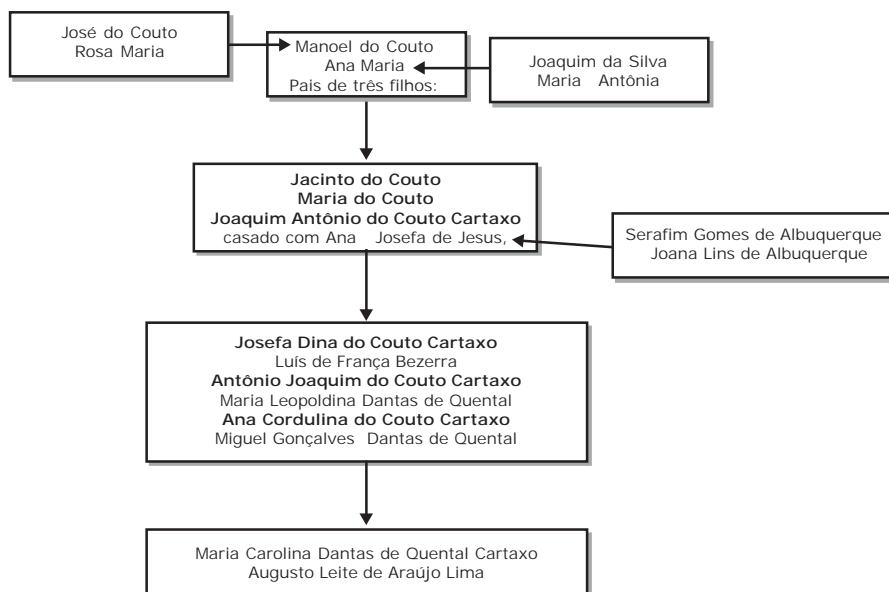 José do Couto
Rosa Maria
Manoel do Couto
Ana Maria
Pais de três filhos:
Joaquim da Silva
Maria Antônia
Jacinto do Couto
Maria do Couto
Joaquim Antônio do Couto Cartaxo
casado com Ana Josefa de Jesus,
Serafim Gomes de Albuquerque
Joana Lins de Albuquerque
Josefa Dina do Couto Cartaxo
Luís de França Bezerra
Antônio Joaquim do Couto Cartaxo
Maria Leopoldina Dantas de Quental
Ana Cordulina do Couto Cartaxo
Miguel Gonçalves Dantas de Quental
Maria Carolina Dantas de Quental Cartaxo
Augusto Leite de Araújo Lima